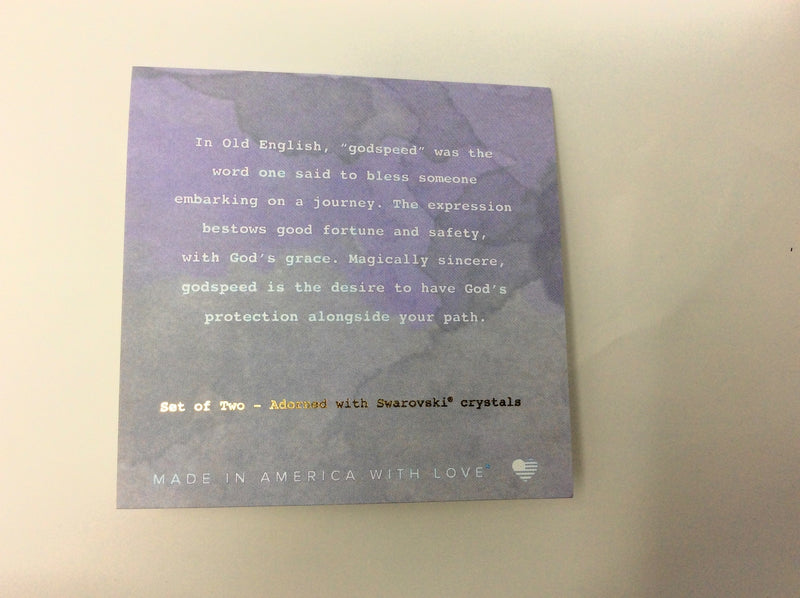 In Old English, "godspeed" was the
word one said to bless someone
embarking on a journey. The expression
bestows good fortune and safety,
with God's grace. Magically sincere,
godspeed is the desire to have God's
protection alongside your path.
Set of Two – Adorned with Swarovski® crystals
MADE IN AMERICA WITH LOVE®